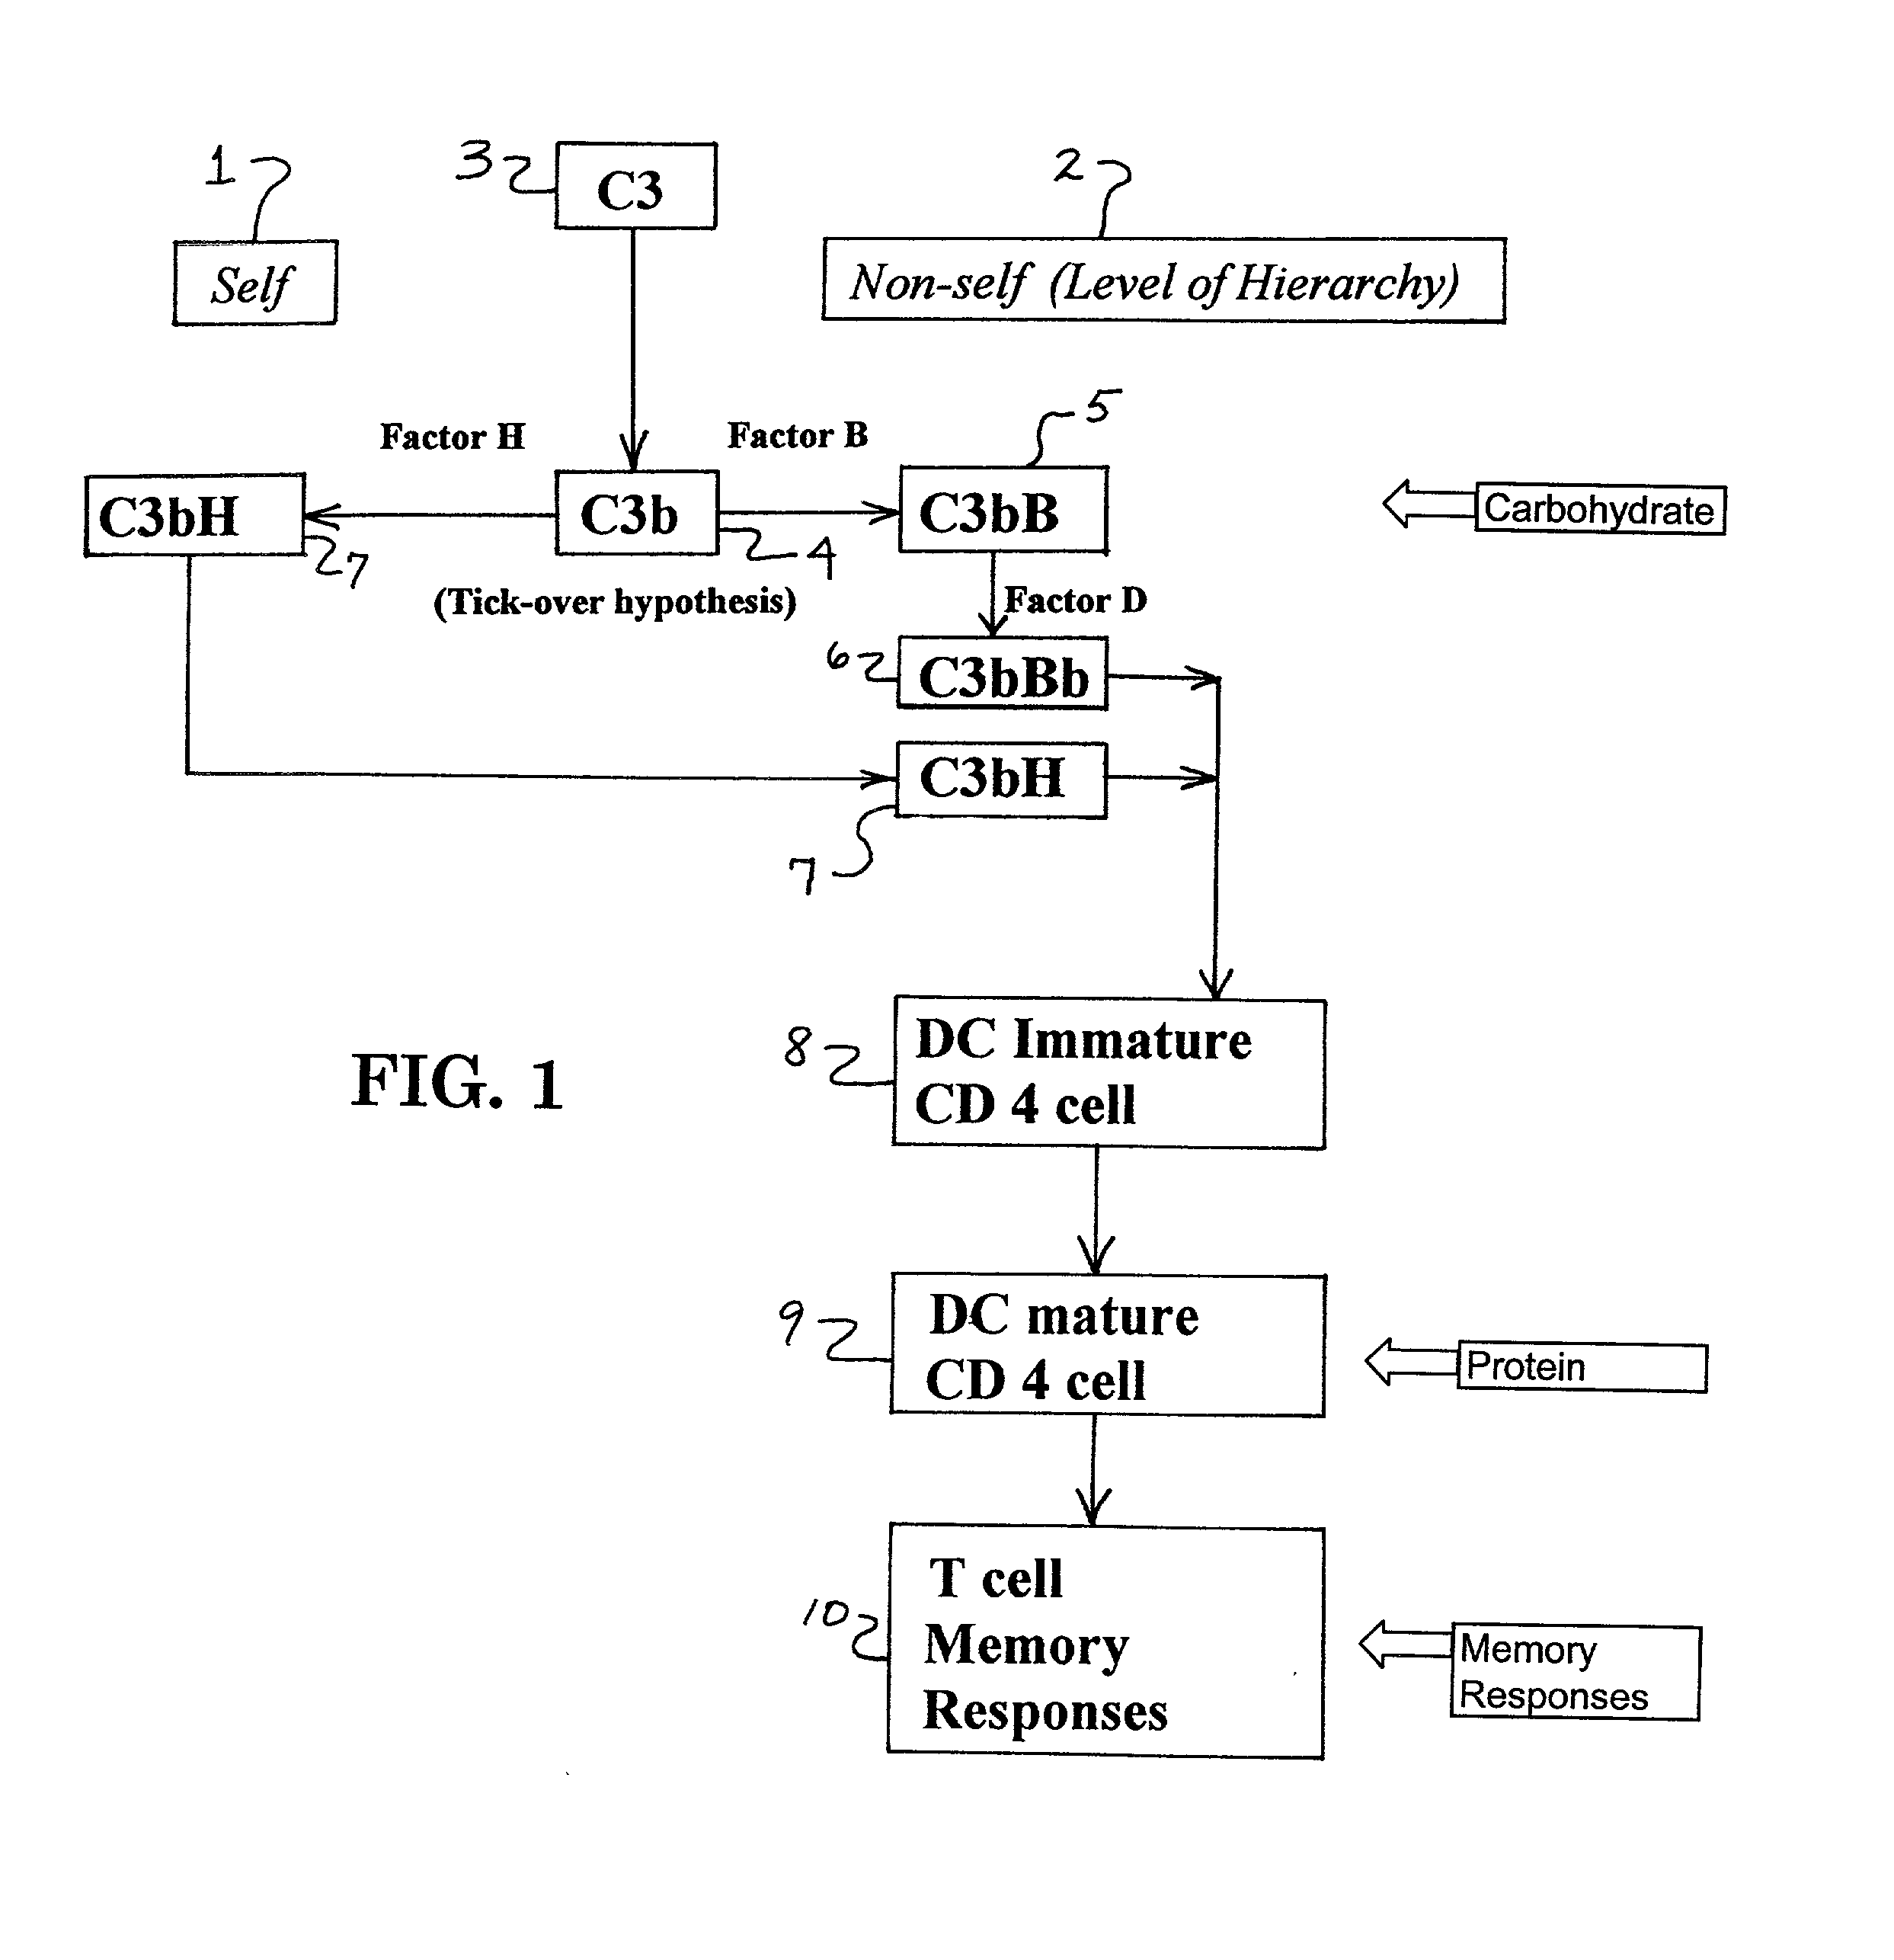 1
3
C3
2
Self
Non-self (Level of Hierarchy)
5
Factor H
Factor B
C3bH
C3b
C3bB
Carbohydrate
7
4
(Tick-over hypothesis)
Factor D
6
C3bBb
C3bH
7
8
DC Immature
CD 4 cell
FIG. 1
9
DC mature
CD 4 cell
Protein
10
T cell
Memory
Responses
Memory
Responses